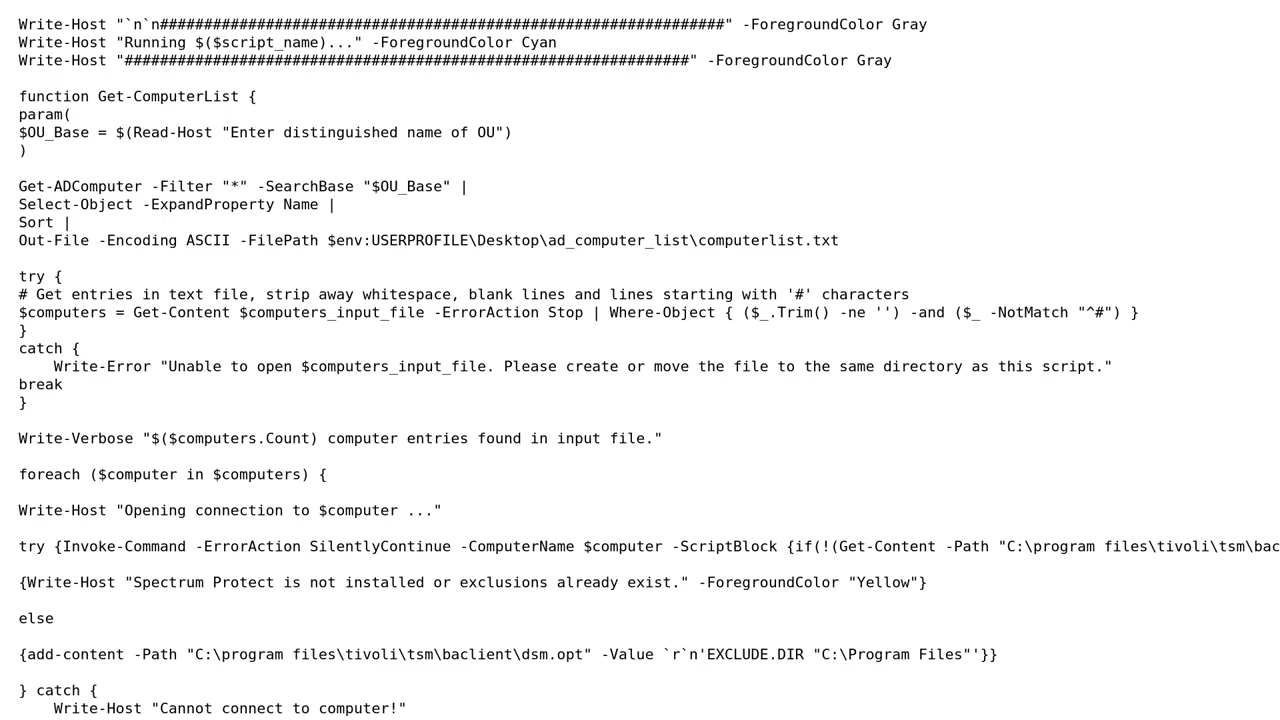 Write-Host "`n`n################################################################" -ForegroundColor Gray
Write-Host "Running $($script_name)..." -ForegroundColor Cyan
Write-Host "################################################################" -ForegroundColor Gray
function Get-ComputerList {
param(
$OU_Base = $(Read-Host "Enter distinguished name of OU")
)
Get-ADComputer -Filter "*" -SearchBase "$OU_Base" |
Select-Object -ExpandProperty Name |
Sort |
Out-File -Encoding ASCII -FilePath $env:USERPROFILE\Desktop\ad_computer_list\computerlist.txt
try {
# Get entries in text file, strip away whitespace, blank lines and lines starting with '#' characters
$computers = Get-Content $computers_input_file -ErrorAction Stop | Where-Object { ($_.Trim() -ne '') -and ($_ -NotMatch "^#") }
}
catch {
    Write-Error "Unable to open $computers_input_file. Please create or move the file to the same directory as this script."
break
}
Write-Verbose "$($computers.Count) computer entries found in input file."
foreach ($computer in $computers) {
Write-Host "Opening connection to $computer ..."
try {Invoke-Command -ErrorAction SilentlyContinue -ComputerName $computer -ScriptBlock {if(!(Get-Content -Path "C:\program files\tivoli\tsm\bac
{Write-Host "Spectrum Protect is not installed or exclusions already exist." -ForegroundColor "Yellow"}
else
{add-content -Path "C:\program files\tivoli\tsm\baclient\dsm.opt" -Value `r`n'EXCLUDE.DIR "C:\Program Files"'}}
} catch {
    Write-Host "Cannot connect to computer!"